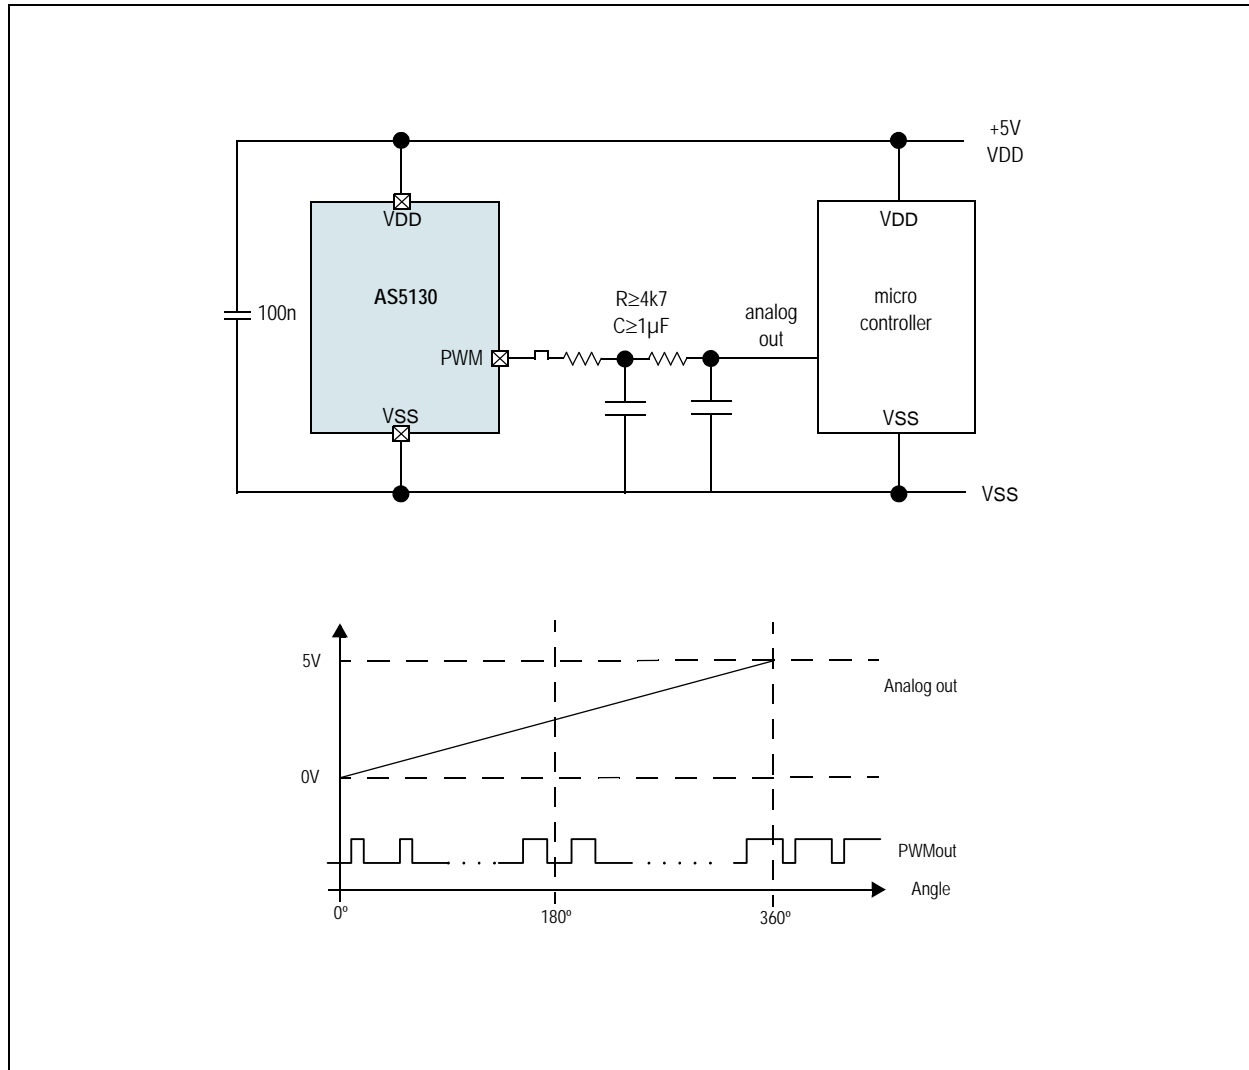 +5V
VDD
VDD
VDD
AS5130
micro
controller
100n
R≥4k7
C≥1µF
analog
out
PWM
VSS
VSS
VSS
5V
Analog out
0V
PWMout
Angle
0º
180º
360º